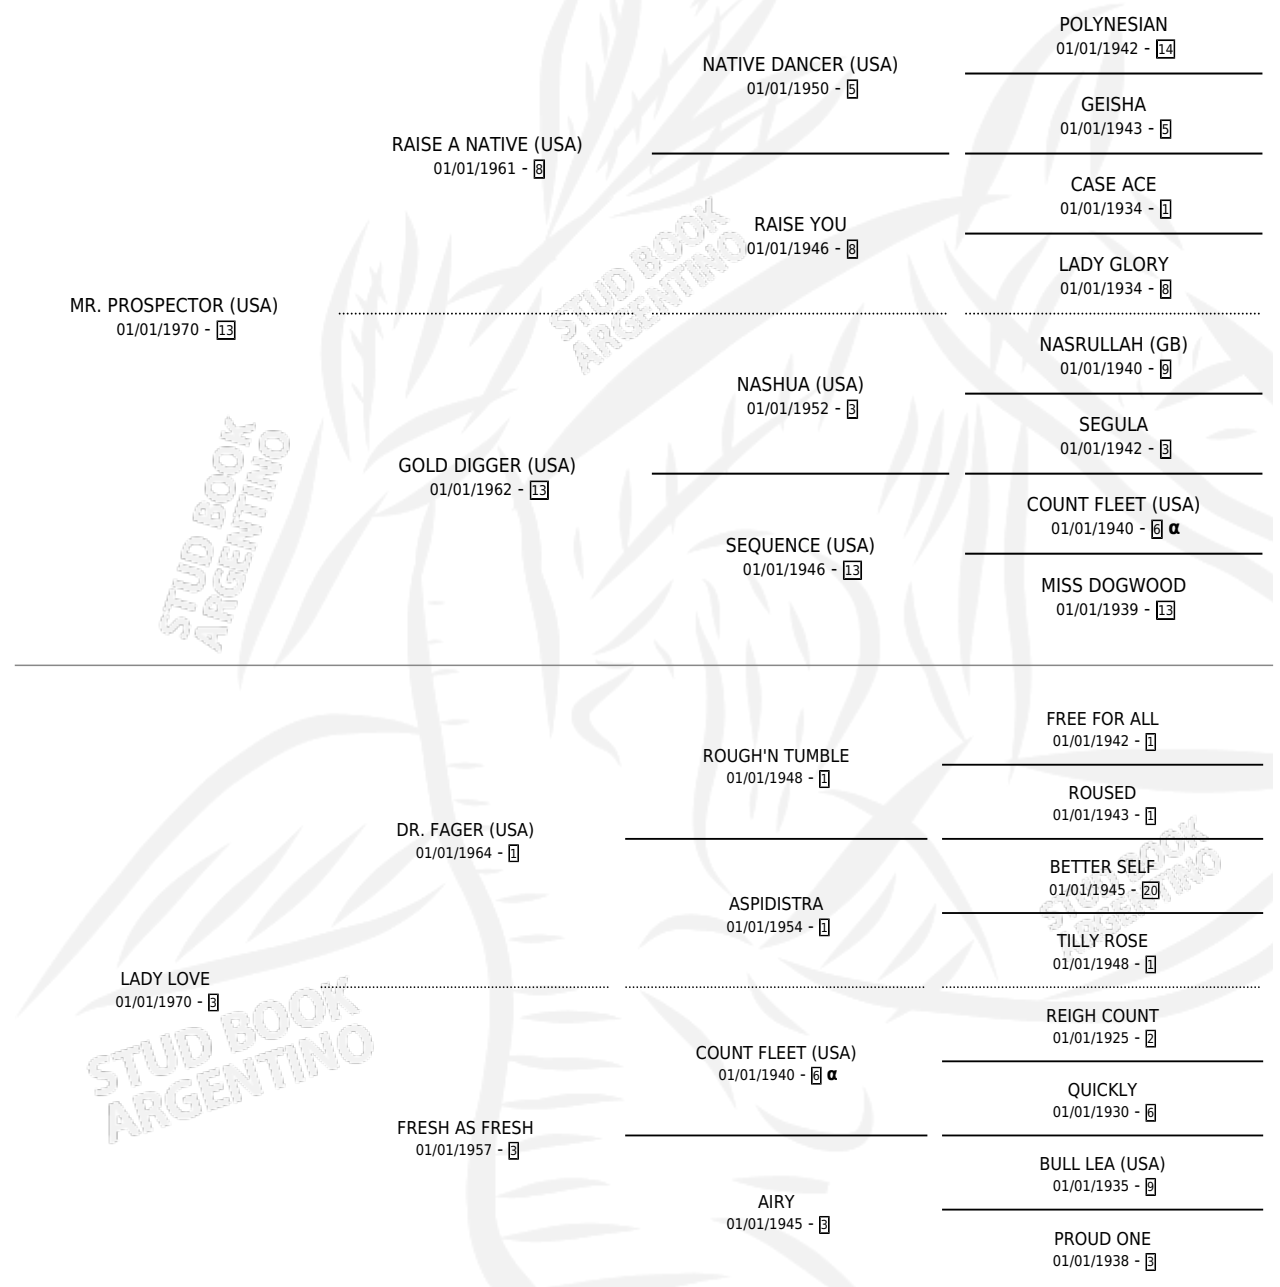 POLYNESIAN
01/01/1942 - 14
NATIVE DANCER (USA)
01/01/1950 - 5
GEISHA
01/01/1943 - 5
RAISE A NATIVE (USA)
01/01/1961 - 8
CASE ACE
01/01/1934 - 1
RAISE YOU
01/01/1946 - 8
LADY GLORY
01/01/1934 - 8
MR. PROSPECTOR (USA)
01/01/1970 - 13
NASRULLAH (GB)
01/01/1940 - 9
NASHUA (USA)
01/01/1952 - 3
SEGULA
01/01/1942 - 3
GOLD DIGGER (USA)
01/01/1962 - 13
COUNT FLEET (USA)
01/01/1940 - 6 α
SEQUENCE (USA)
01/01/1946 - 13
MISS DOGWOOD
01/01/1939 - 13
FREE FOR ALL
01/01/1942 - 1
ROUGH'N TUMBLE
01/01/1948 - 1
ROUSED
01/01/1943 - 1
DR. FAGER (USA)
01/01/1964 - 1
BETTER SELF
01/01/1945 - 20
ASPIDISTRA
01/01/1954 - 1
TILLY ROSE
01/01/1948 - 1
LADY LOVE
01/01/1970 - 3
REIGH COUNT
01/01/1925 - 2
COUNT FLEET (USA)
01/01/1940 - 6 α
QUICKLY
01/01/1930 - 6
FRESH AS FRESH
01/01/1957 - 3
BULL LEA (USA)
01/01/1935 - 9
AIRY
01/01/1945 - 3
PROUD ONE
01/01/1938 - 3
STUD BOOK
ARGENTINO
STUD BOOK
ARGENTINO
STUD BOOK
ARGENTINO
STUD BOOK
ARGENTINO